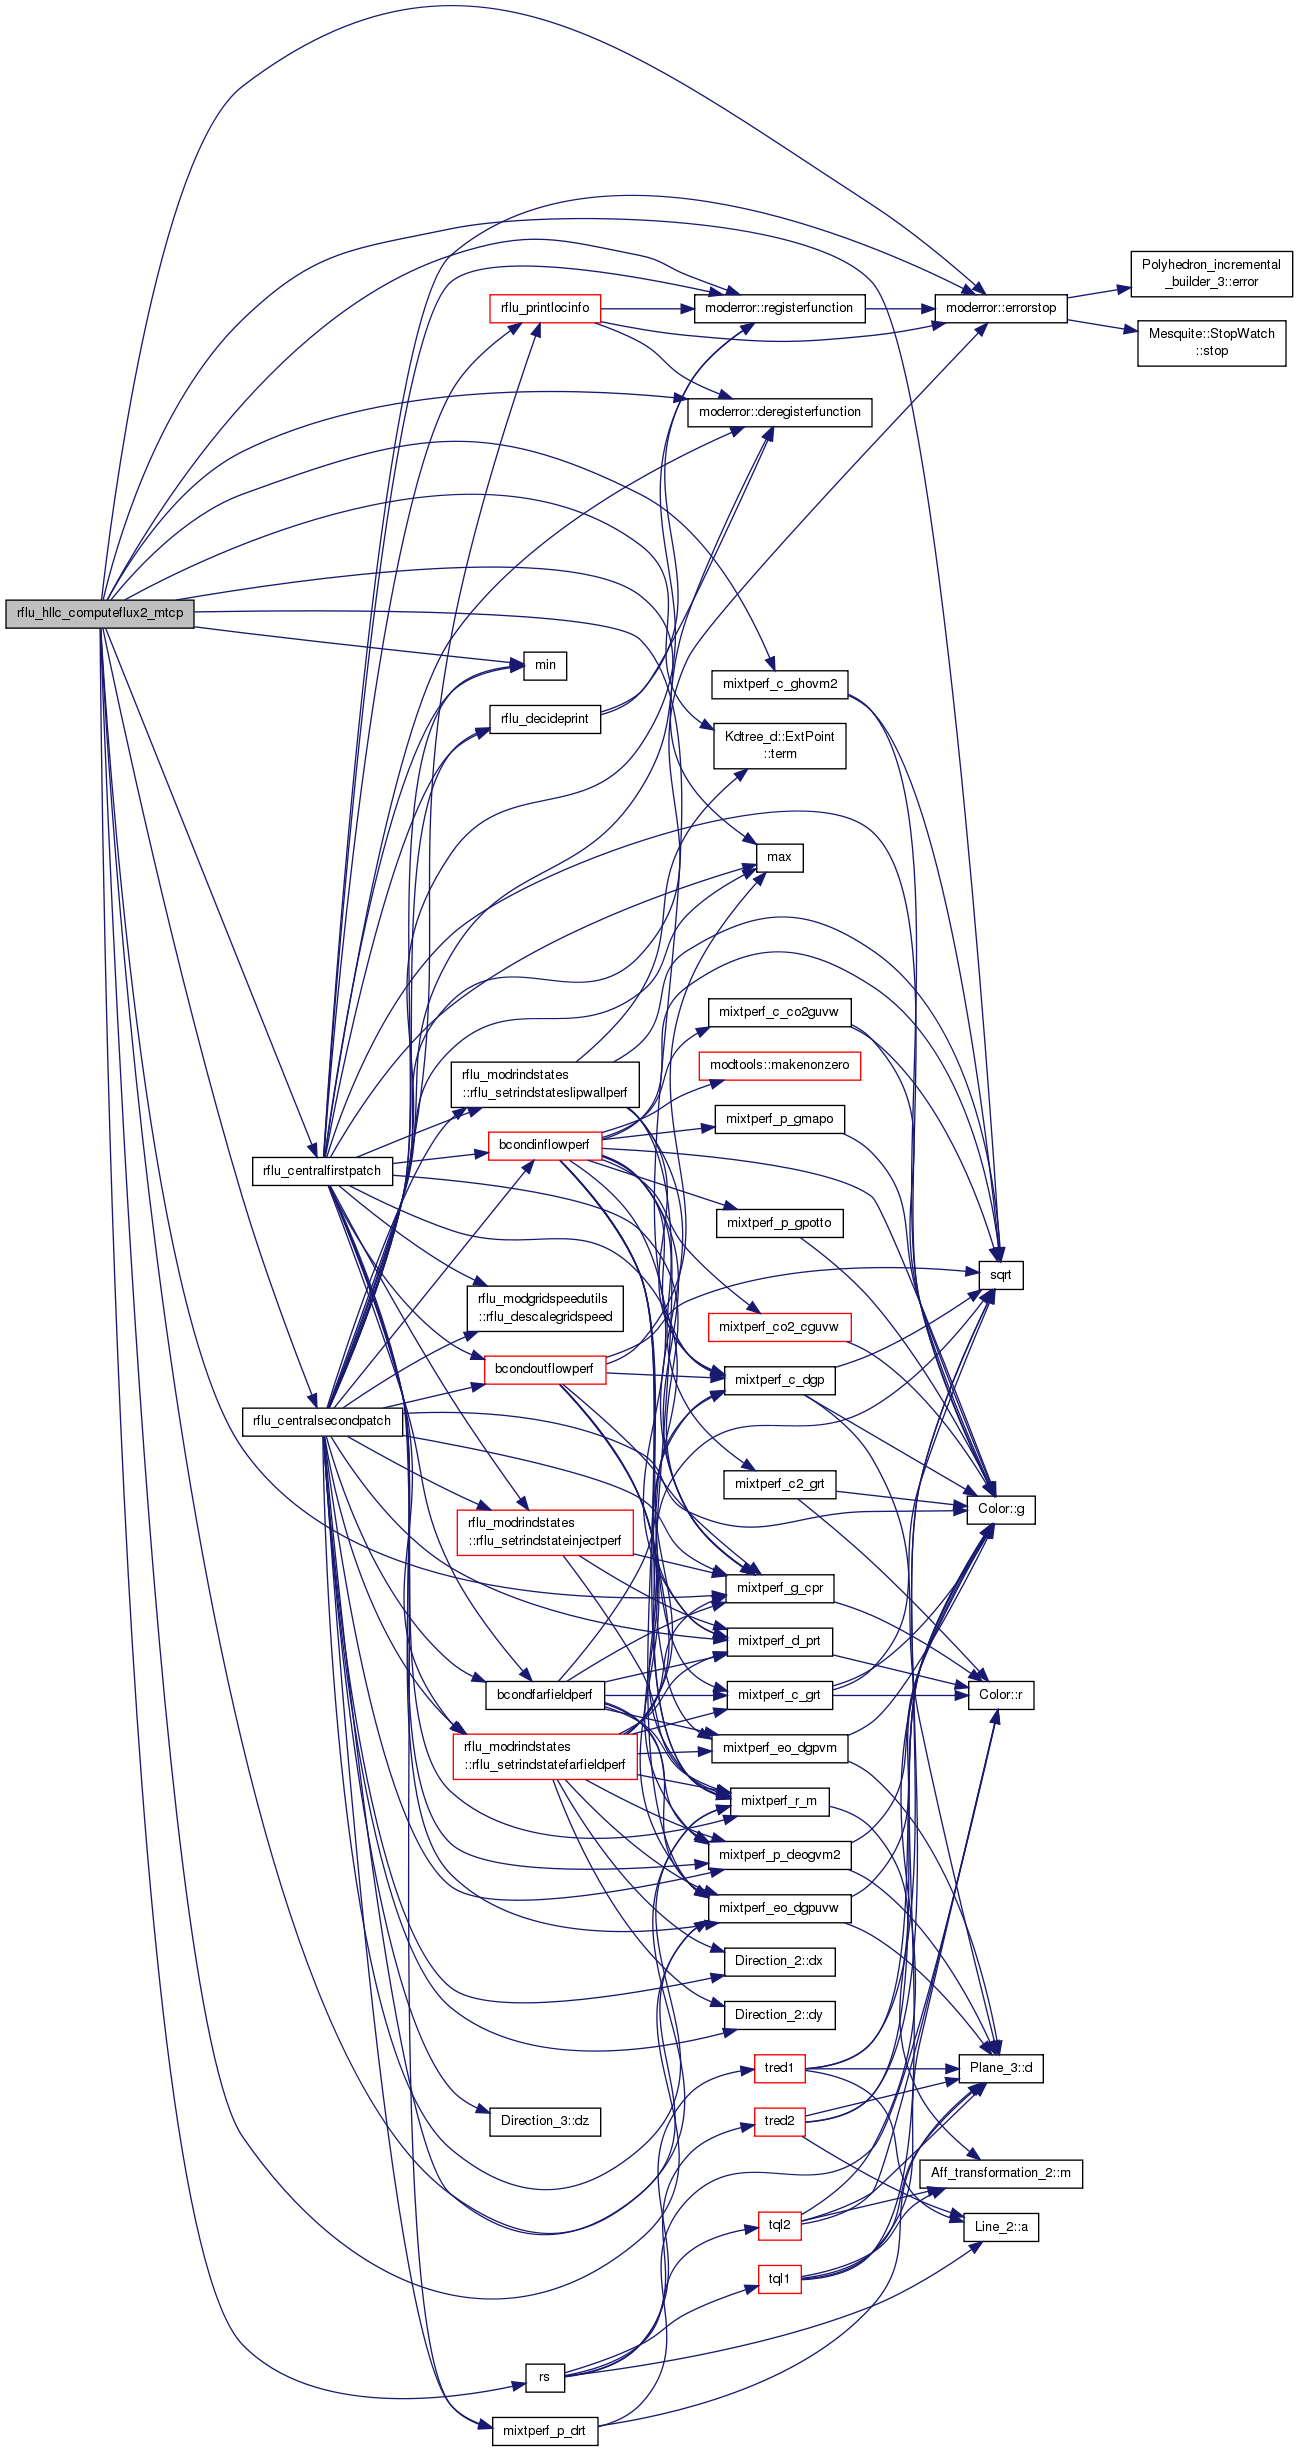 Polyhedron_incremental
_builder_3::error
rflu_printlocinfo
moderror::registerfunction
moderror::errorstop
Mesquite::StopWatch
::stop
moderror::deregisterfunction
rflu_hllc_computeflux2_mtcp
min
mixtperf_c_ghovm2
rflu_decideprint
Kdtree_d::ExtPoint
::term
max
mixtperf_c_co2guvw
modtools::makenonzero
rflu_modrindstates
::rflu_setrindstateslipwallperf
mixtperf_p_gmapo
bcondinflowperf
rflu_centralfirstpatch
mixtperf_p_gpotto
sqrt
rflu_modgridspeedutils
::rflu_descalegridspeed
mixtperf_co2_cguvw
bcondoutflowperf
mixtperf_c_dgp
rflu_centralsecondpatch
mixtperf_c2_grt
Color::g
rflu_modrindstates
::rflu_setrindstateinjectperf
mixtperf_g_cpr
mixtperf_d_prt
bcondfarfieldperf
mixtperf_c_grt
Color::r
rflu_modrindstates
::rflu_setrindstatefarfieldperf
mixtperf_eo_dgpvm
mixtperf_r_m
mixtperf_p_deogvm2
mixtperf_eo_dgpuvw
Direction_2::dx
Direction_2::dy
tred1
Plane_3::d
Direction_3::dz
tred2
Aff_transformation_2::m
tql2
Line_2::a
tql1
rs
mixtperf_p_drt